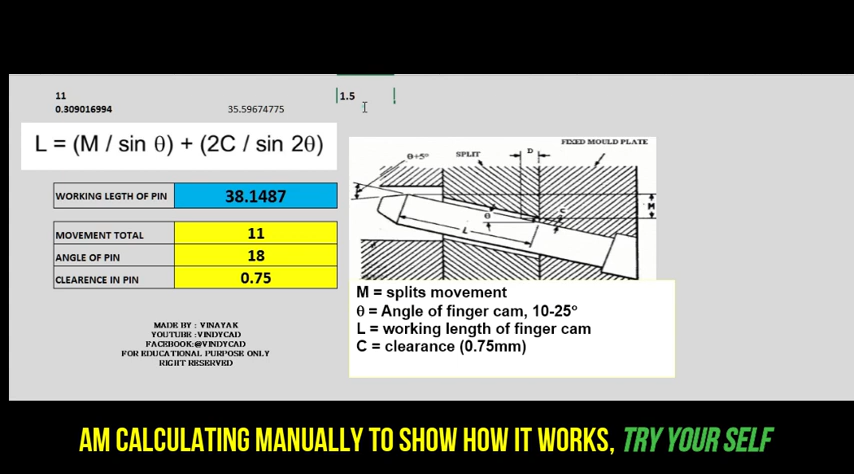 11
1.5
0.309016994
35.59674775
L = (M / sin θ) + (2C / sin 2θ)
WORKING LEGTH OF PIN
38.1487
MOVEMENT TOTAL
11
ANGLE OF PIN
18
CLEARENCE IN PIN
0.75
MADE BY : VINAYAK
YOUTUBE :VINDYCAD
FACEBOOK:@VINDYCAD
FOR EDUCATIONAL PURPOSE ONLY
RIGHT RESERVED
FIXED MOULD PLATE
D
SPLIT
θ+5°
M
C
θ
L
M = splits movement
θ = Angle of finger cam, 10-25°
L = working length of finger cam
C = clearance (0.75mm)
AM CALCULATING MANUALLY TO SHOW HOW IT WORKS, TRY YOUR SELF